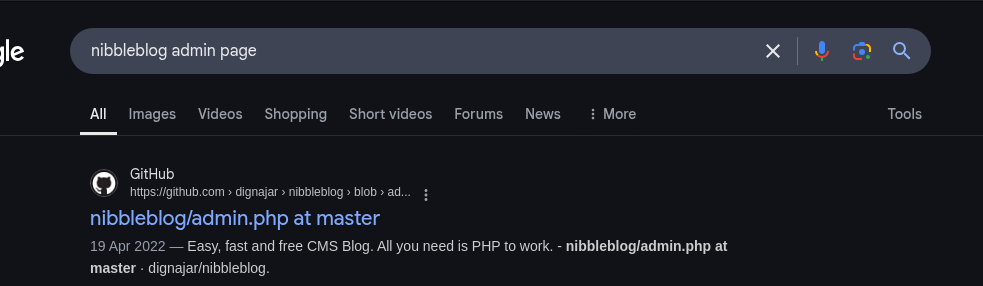 gle
nibbleblog admin page
All Images Videos Shopping Short videos Forums News More Tools
GitHub
https://github.com › dignajar › nibbleblog › blob › ad...
nibbleblog/admin.php at master
19 Apr 2022 — Easy, fast and free CMS Blog. All you need is PHP to work. - nibbleblog/admin.php at
master · dignajar/nibbleblog.